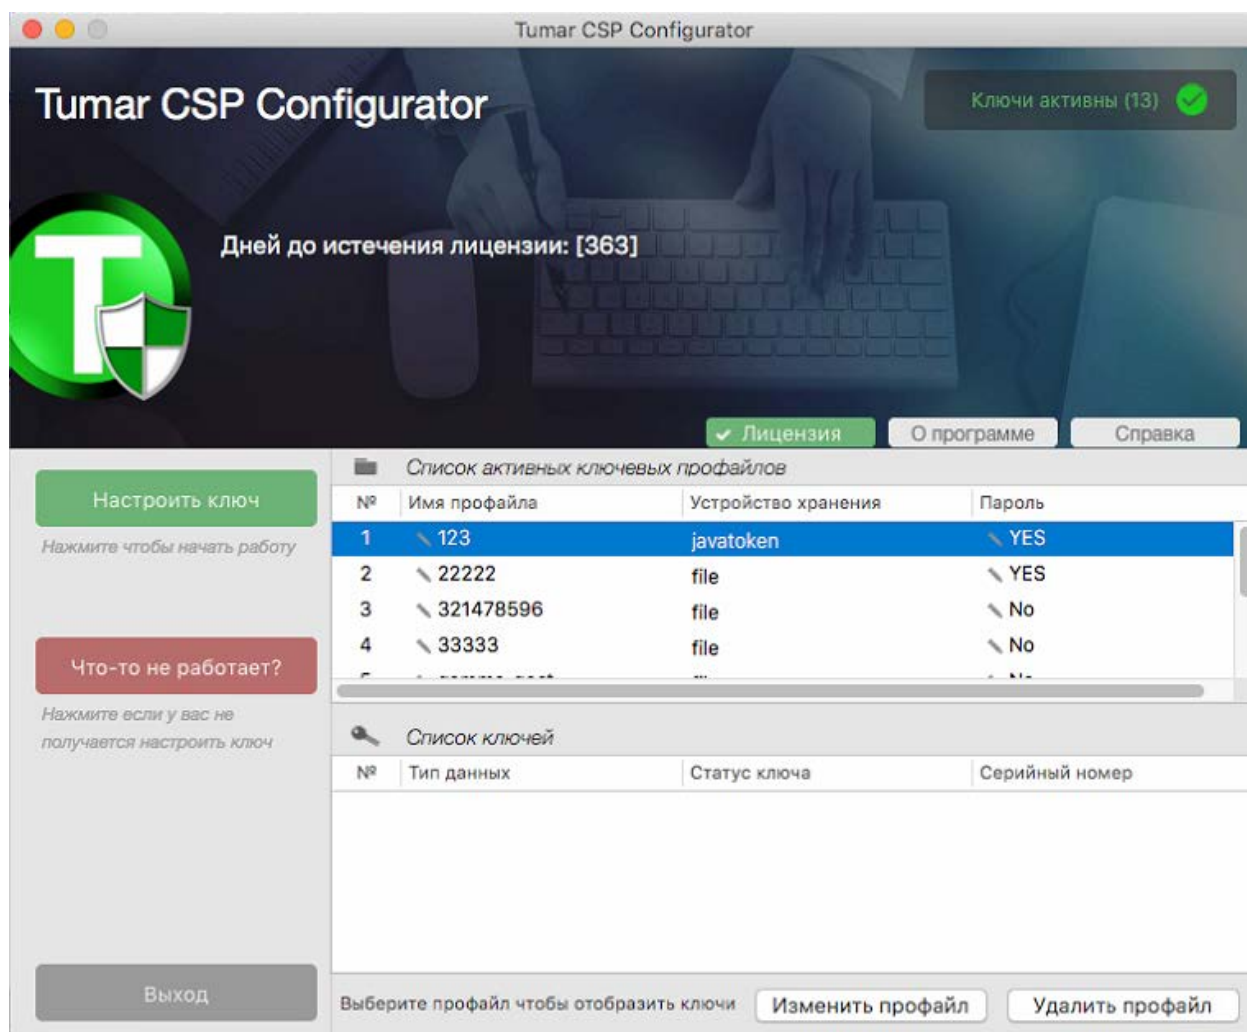 Tumar CSP Configurator
Tumar CSP Configurator
Ключи активны (13)
Дней до истечения лицензии: [363]
Лицензия О программе Справка
Настроить ключ
Нажмите чтобы начать работу
Что-то не работает?
Нажмите если у вас не
получается настроить ключ
Выход
Список активных ключевых профайлов
№ Имя профайла Устройство хранения Пароль
1 123 javatoken YES
2 22222 file YES
3 321478596 file No
4 33333 file No
Список ключей
№ Тип данных Статус ключа Серийный номер
Выберите профайл чтобы отобразить ключи Изменить профайл Удалить профайл